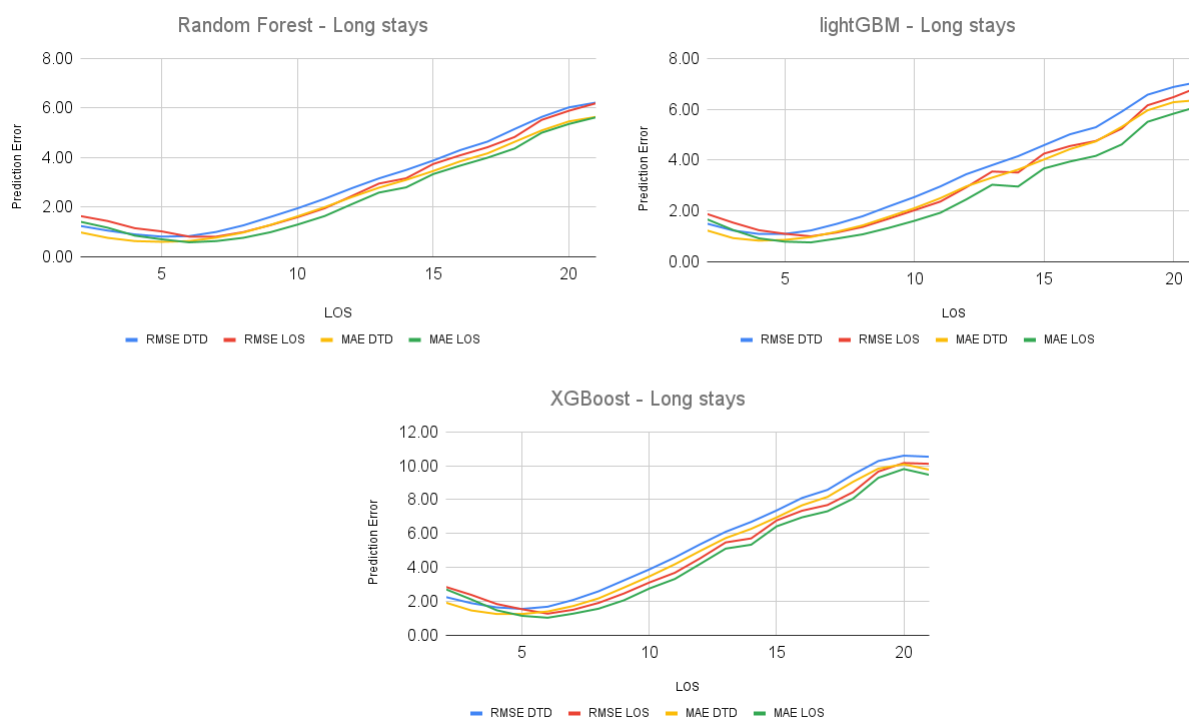 Random Forest - Long stays
8.00
6.00
4.00
2.00
0.00
Prediction Error
5 10 15 20
LOS
RMSE DTD RMSE LOS MAE DTD MAE LOS
lightGBM - Long stays
8.00
6.00
4.00
2.00
0.00
Prediction Error
5 10 15 20
LOS
RMSE DTD RMSE LOS MAE DTD MAE LOS
XGBoost - Long stays
12.00
10.00
8.00
6.00
4.00
2.00
0.00
Prediction Error
5 10 15 20
LOS
RMSE DTD RMSE LOS MAE DTD MAE LOS